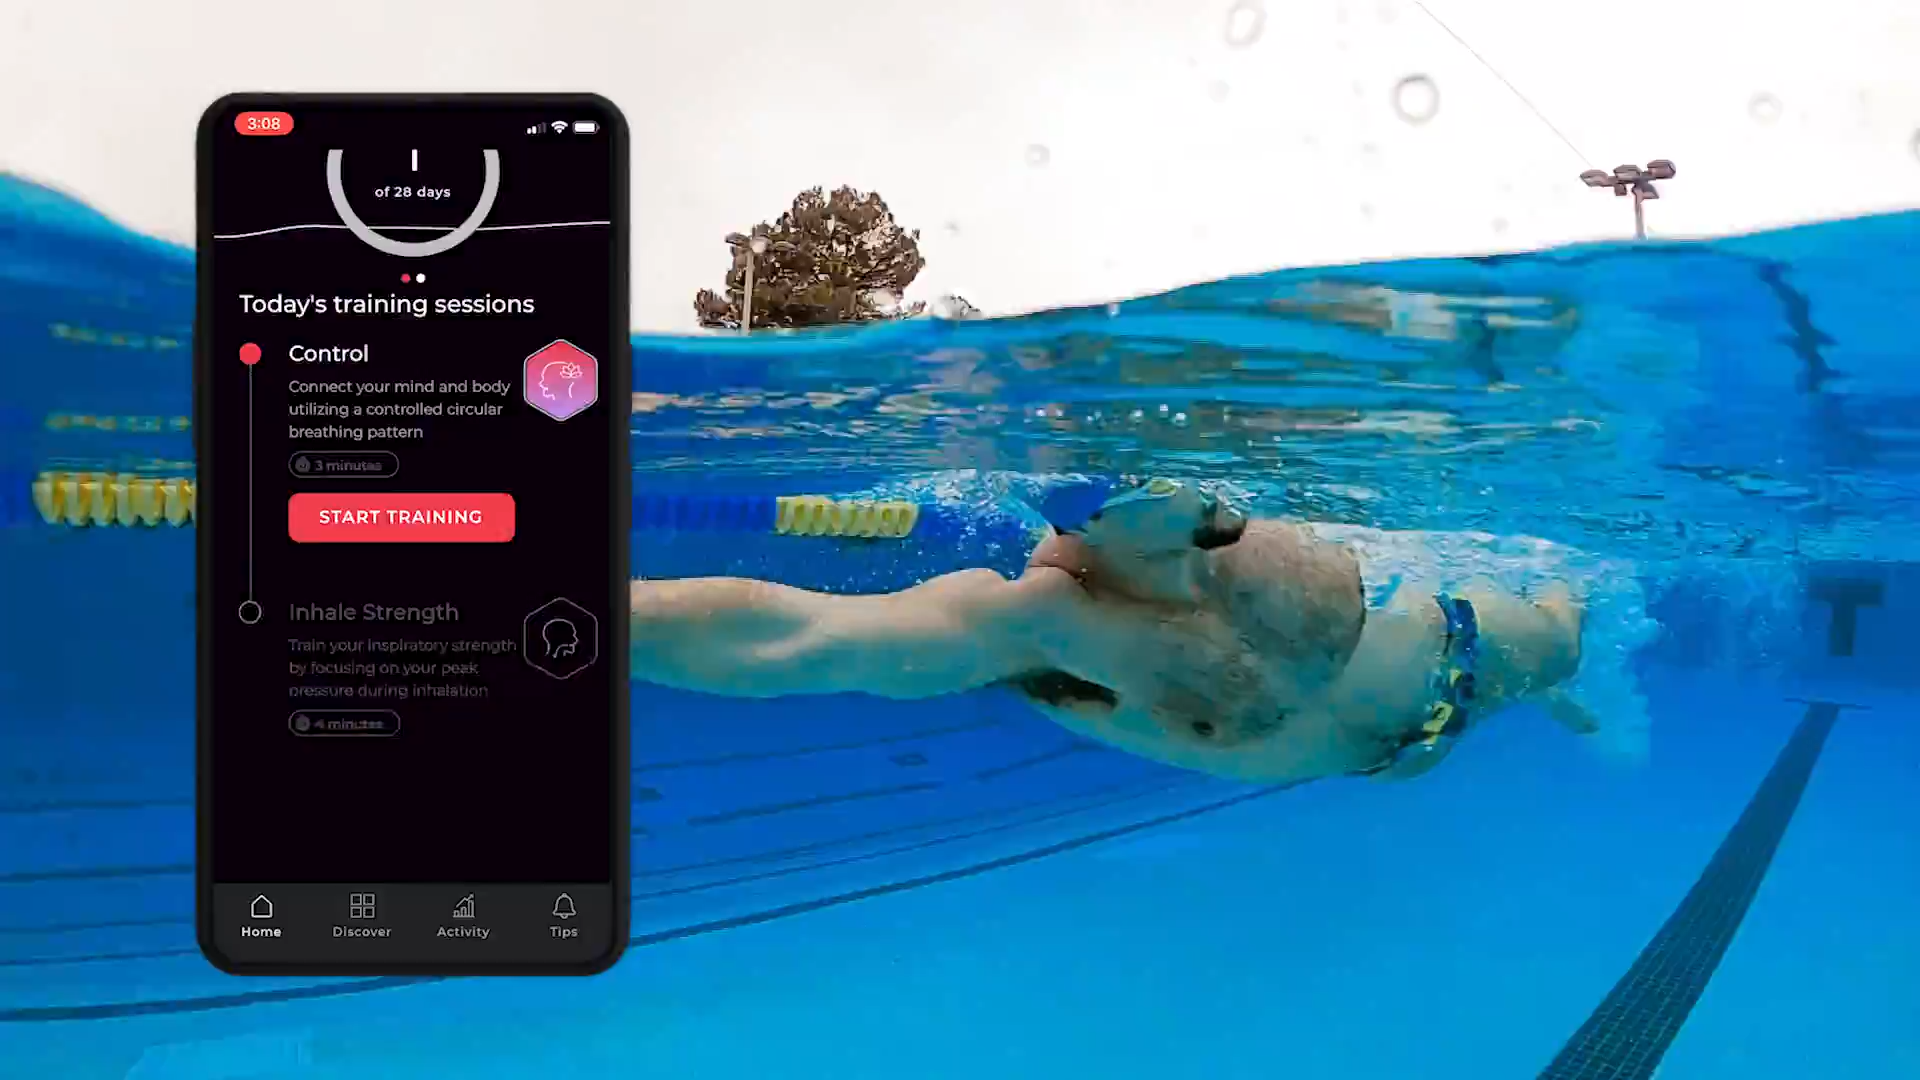 3:08
1
of 28 days
Today's training sessions
Control
Connect your mind and body
utilizing a controlled circular
breathing pattern
3 minutes
START TRAINING
Inhale Strength
Train your inspiratory strength
by focusing on your peak
pressure during inhalation
4 minutes
Home
Discover
Activity
Tips